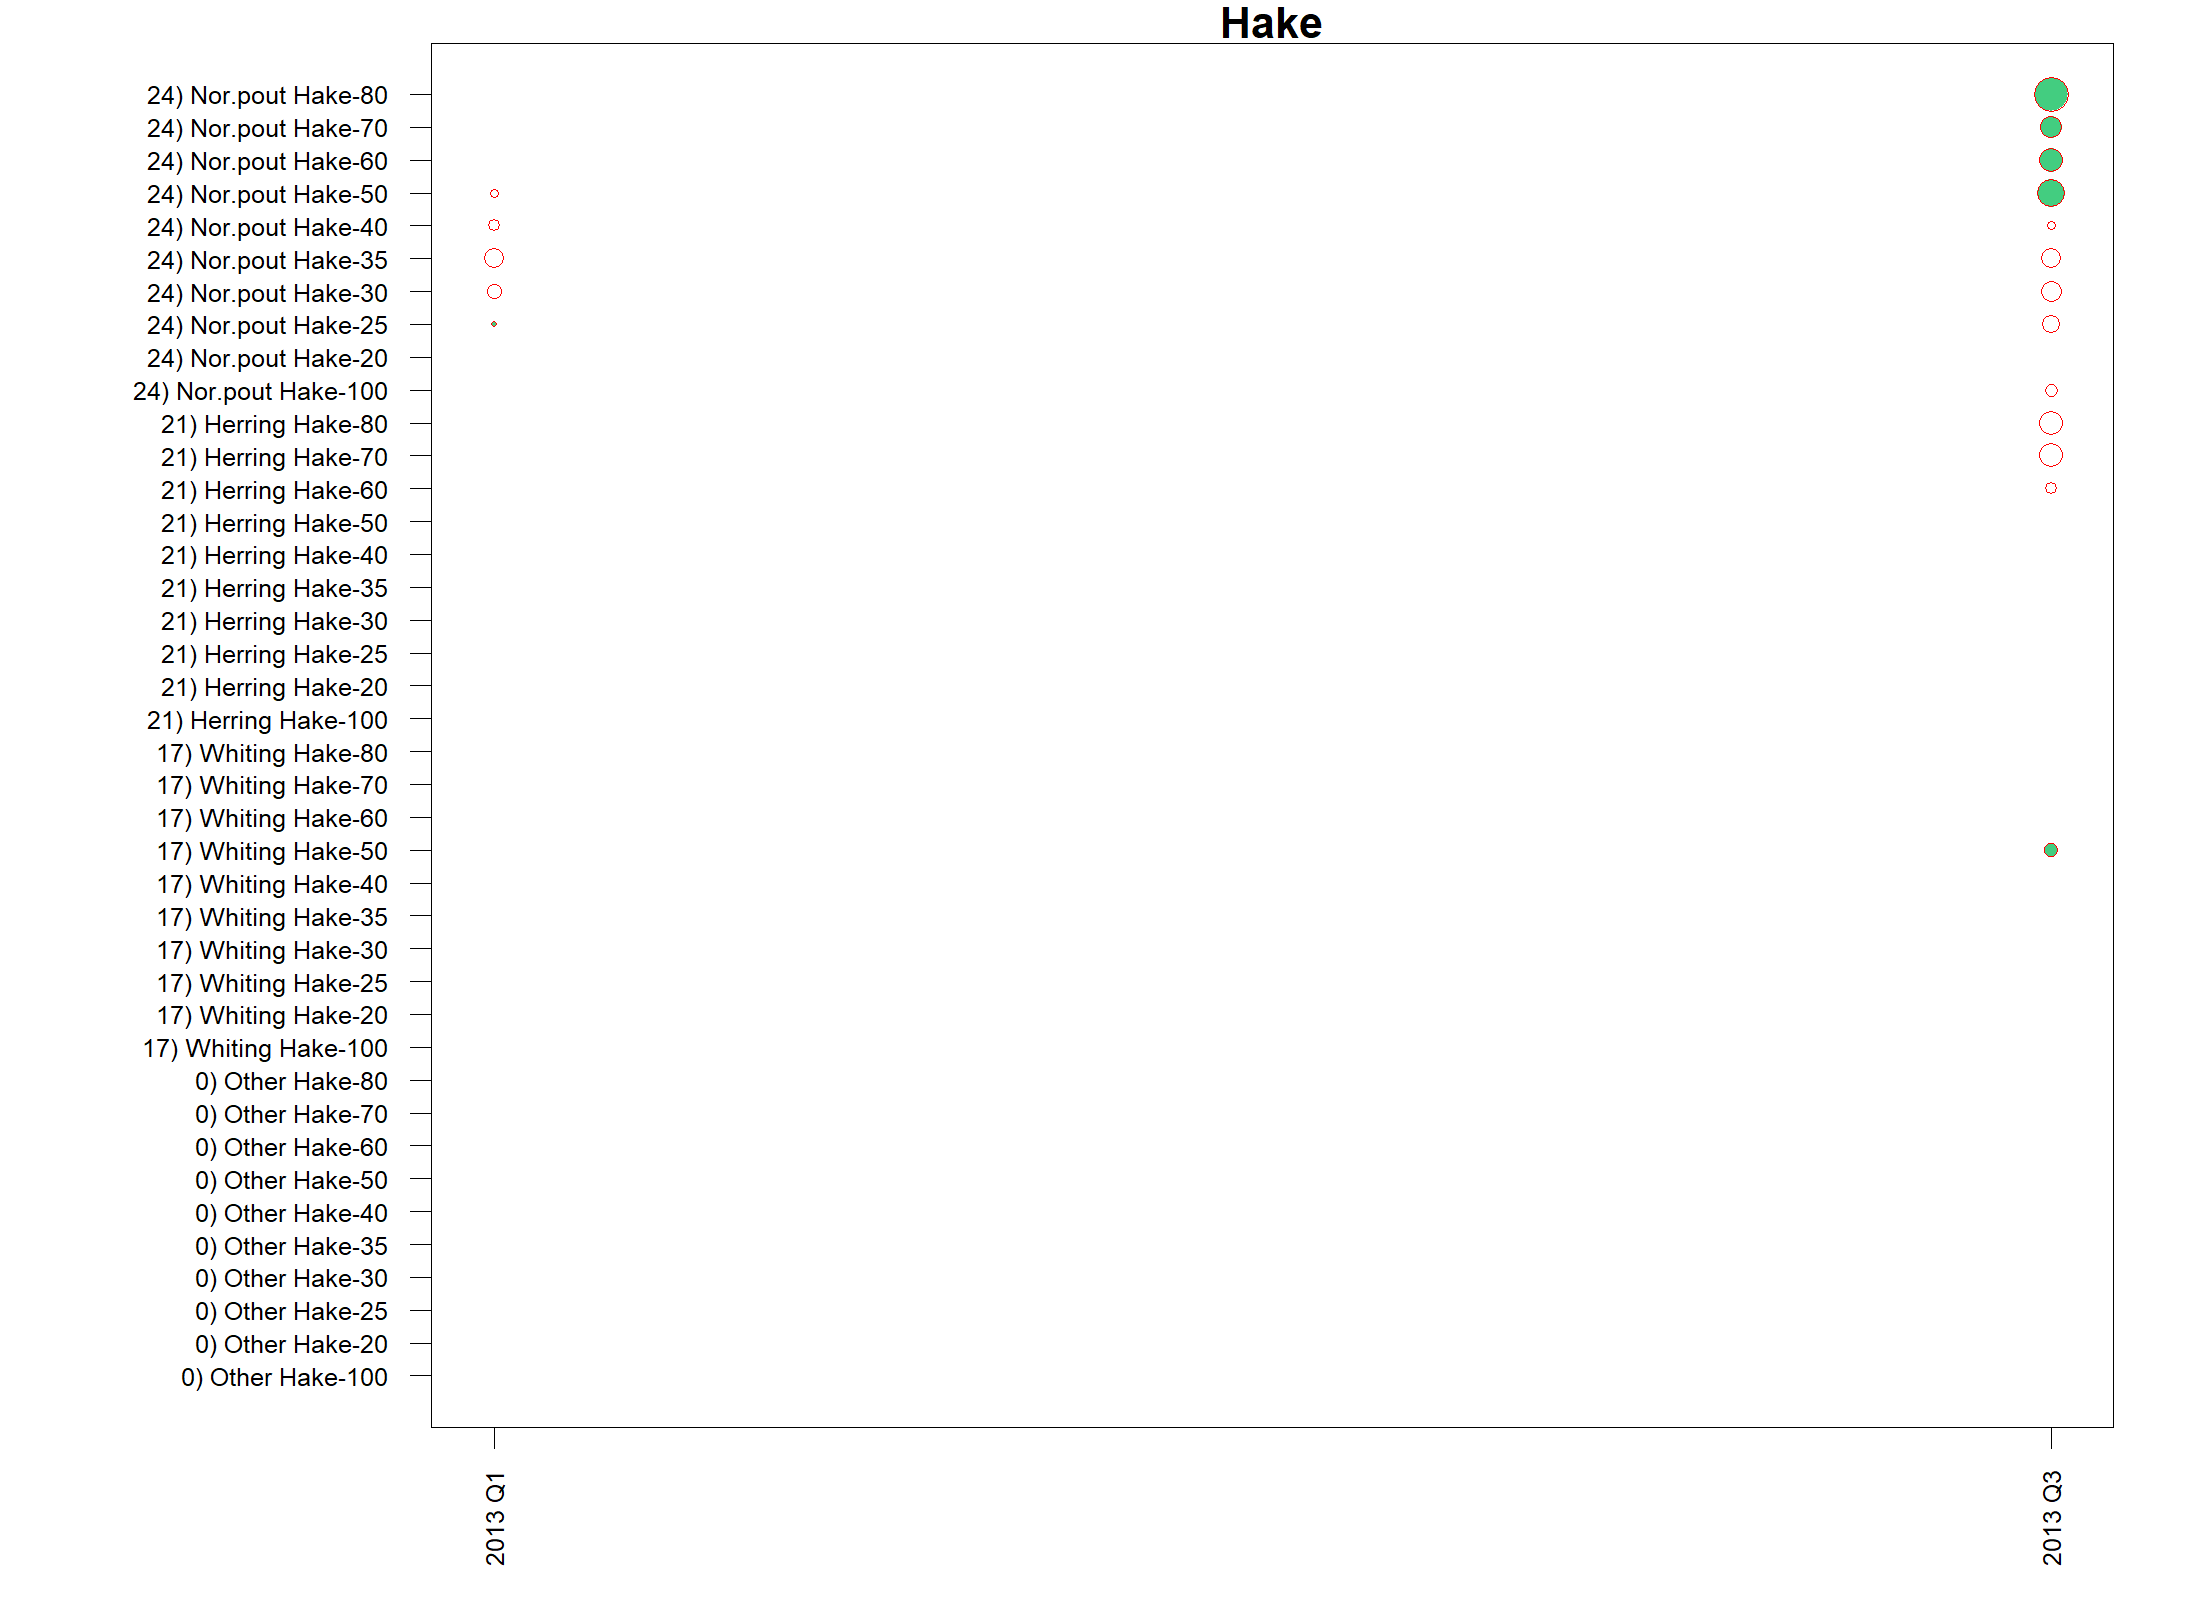 Hake
24) Nor.pout Hake-80
24) Nor.pout Hake-70
24) Nor.pout Hake-60
24) Nor.pout Hake-50
24) Nor.pout Hake-40
24) Nor.pout Hake-35
24) Nor.pout Hake-30
24) Nor.pout Hake-25
24) Nor.pout Hake-20
24) Nor.pout Hake-100
21) Herring Hake-80
21) Herring Hake-70
21) Herring Hake-60
21) Herring Hake-50
21) Herring Hake-40
21) Herring Hake-35
21) Herring Hake-30
21) Herring Hake-25
21) Herring Hake-20
21) Herring Hake-100
17) Whiting Hake-80
17) Whiting Hake-70
17) Whiting Hake-60
17) Whiting Hake-50
17) Whiting Hake-40
17) Whiting Hake-35
17) Whiting Hake-30
17) Whiting Hake-25
17) Whiting Hake-20
17) Whiting Hake-100
0) Other Hake-80
0) Other Hake-70
0) Other Hake-60
0) Other Hake-50
0) Other Hake-40
0) Other Hake-35
0) Other Hake-30
0) Other Hake-25
0) Other Hake-20
0) Other Hake-100
2013 Q1
2013 Q3